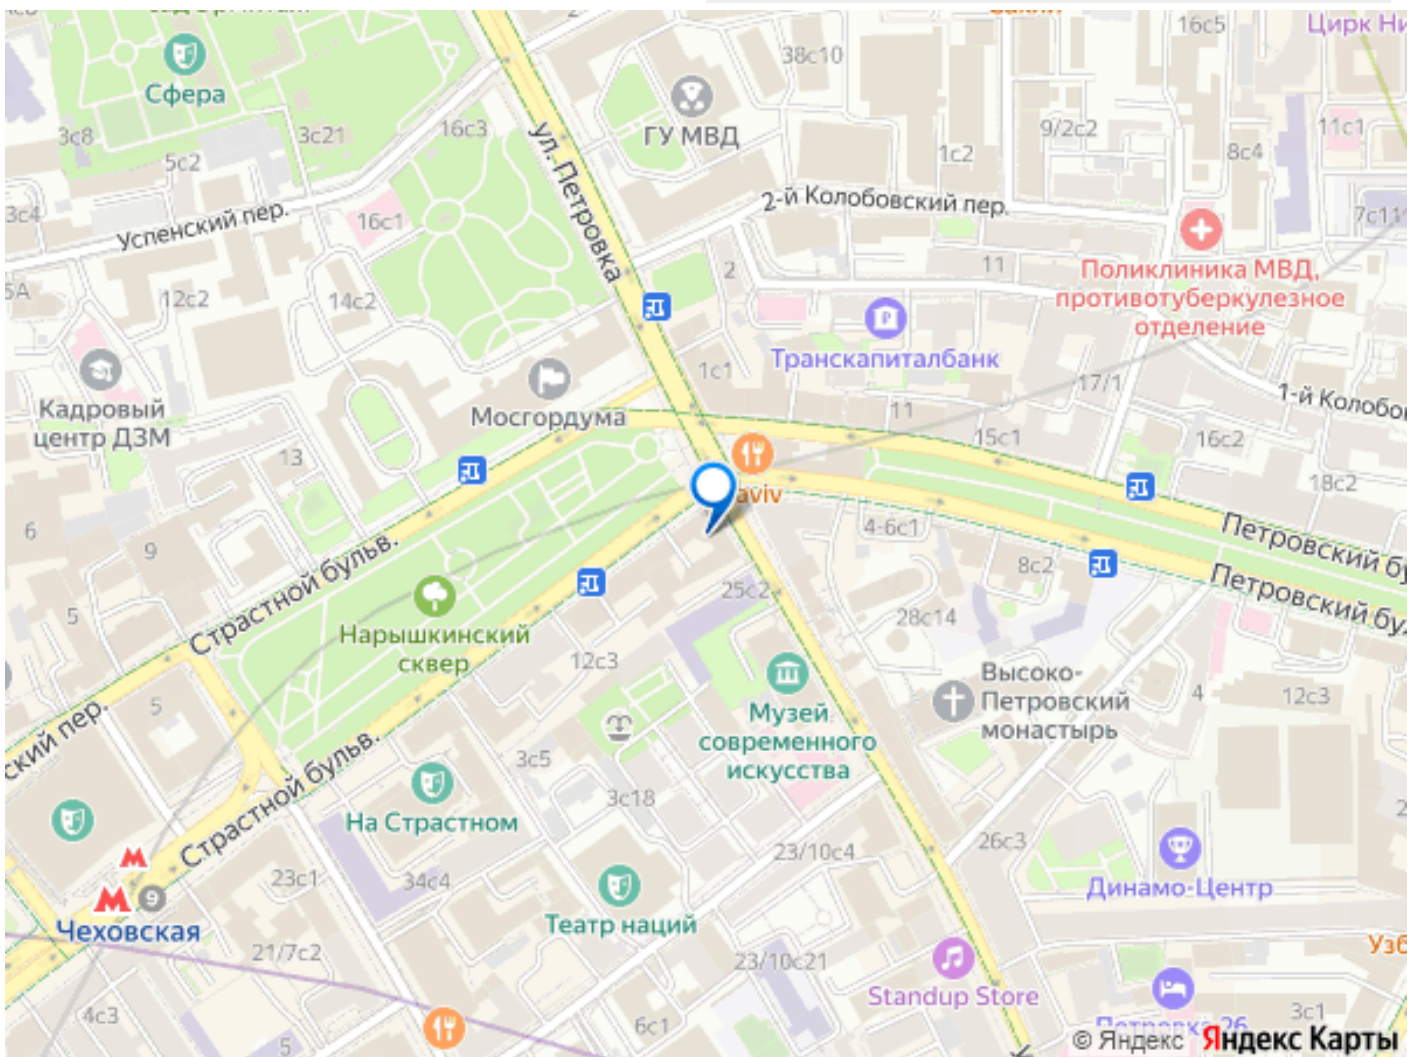 Сфера
3с8
5с2
3с21
16с3
3с4
Успенский пер.
16с1
5А
12с2
14с2
ул. Петровка
ГУ МВД
38с10
16с5
Цирк Ни
1с2
9/2с2
11с1
8с4
2-й Колобовский пер.
7с11
2
11
Поликлиника МВД,
противотуберкулезное
отделение
Транскапиталбанк
1с1
17/1
1-й Колобов
11
15с1
16с2
18с2
Кадровый
центр ДЗМ
Мосгордума
13
6
9
5
Страстной бульв.
aviv
4-6с1
8с2
Петровский бу
Петровский бул
25с2
28с14
Нарышкинский
сквер
12с3
Высоко-
Петровский
монастырь
4
12с3
Музей
современного
искусства
5
ский пер.
Страстной бульв.
3с5
3с18
На Страстном
23/10с4
26с3
Динамо-Центр
23с1
34с4
9
Чеховская
Театр наций
21/7с2
23/10с21
Узб
Standup Store
4с3
5
6с1
Петровка 26
3с1
© Яндекс Яндекс Карты